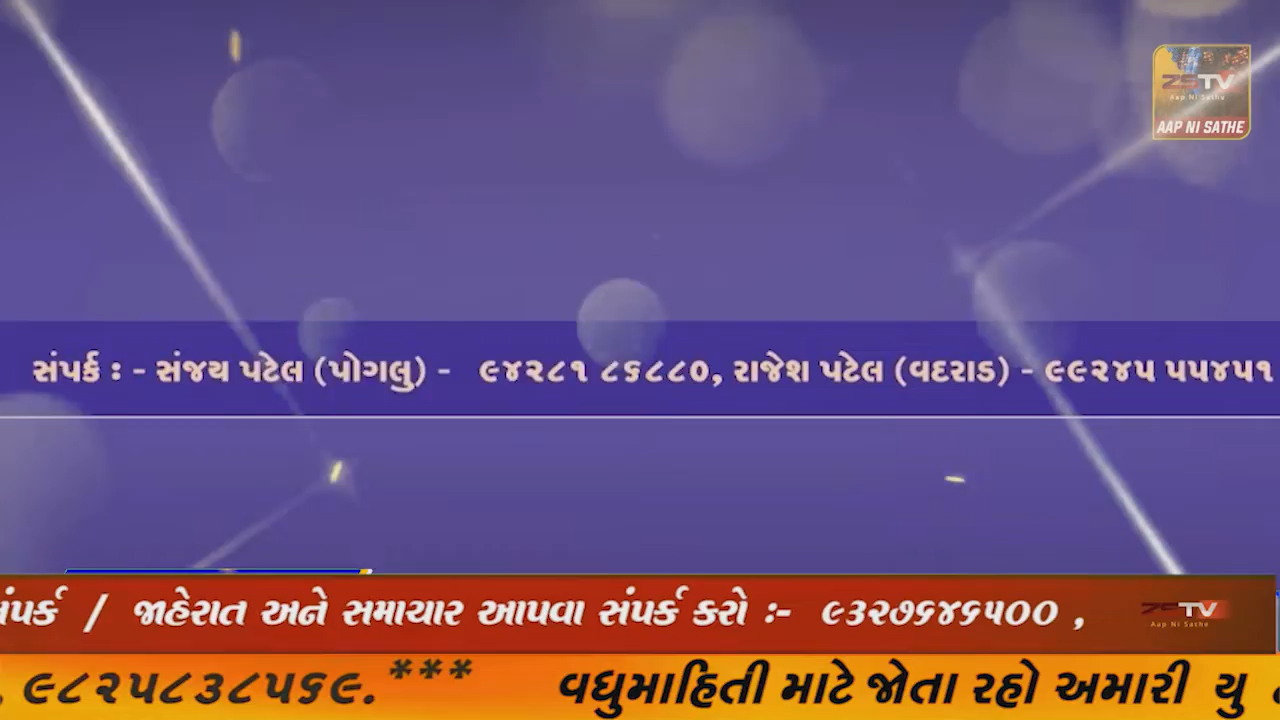 ZSTV
Aap Ni Sathe
AAP NI SATHE
સંપર્ક : - સંજય પટેલ (પોગલુ) - ૯૪૨૮૧ ૮૬૮૮૦, રાજેશ પટેલ (વદરાડ) - ૯૯૨૪૫ ૫૫૪૫૧
સંપર્ક / જાહેરાત અને સમાચાર આપવા સંપર્ક કરો :- ૯૩૨૭૬૪૬૫૦૦ ,
ZSTV
Aap Ni Sathe
. ૯૮૨૫૮૩૮૫૬૯.*** વધુમાહિતી માટે જોતા રહો અમારી યુ